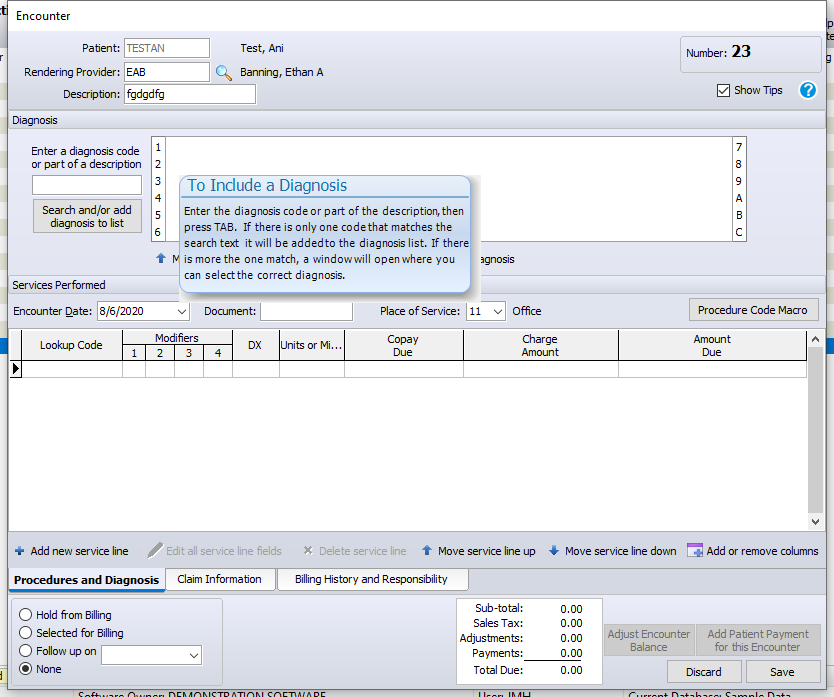 Encounter
Patient: TESTAN Test, Ani
Number: 23
Rendering Provider: EAB Banning, Ethan A
Description: fgdgdfg
Show Tips ?
Diagnosis
Enter a diagnosis code
or part of a description
Search and/or add
diagnosis to list
1
2
3
4
5
6
7
8
9
A
B
C
To Include a Diagnosis
Enter the diagnosis code or part of the description, then
press TAB. If there is only one code that matches the
search text it will be added to the diagnosis list. If there
is more the one match, a window will open where you
can select the correct diagnosis.
M
agnosis
Services Performed
Encounter Date: 8/6/2020 Document: Place of Service: 11 Office Procedure Code Macro
Lookup Code Modifiers DX Units or Mi... Copay Due Charge Amount Amount Due
1 2 3 4
Add new service line Edit all service line fields Delete service line Move service line up Move service line down Add or remove columns
Procedures and Diagnosis Claim Information Billing History and Responsibility
Hold from Billing
Selected for Billing
Follow up on
None
Sub-total: 0.00
Sales Tax: 0.00
Adjustments: 0.00
Payments: 0.00
Total Due: 0.00
Adjust Encounter
Balance
Add Patient Payment
for this Encounter
Discard Save
Software Owner: DEMONSTRATION SOFTWARE User: JMH Current Database: Sample Data